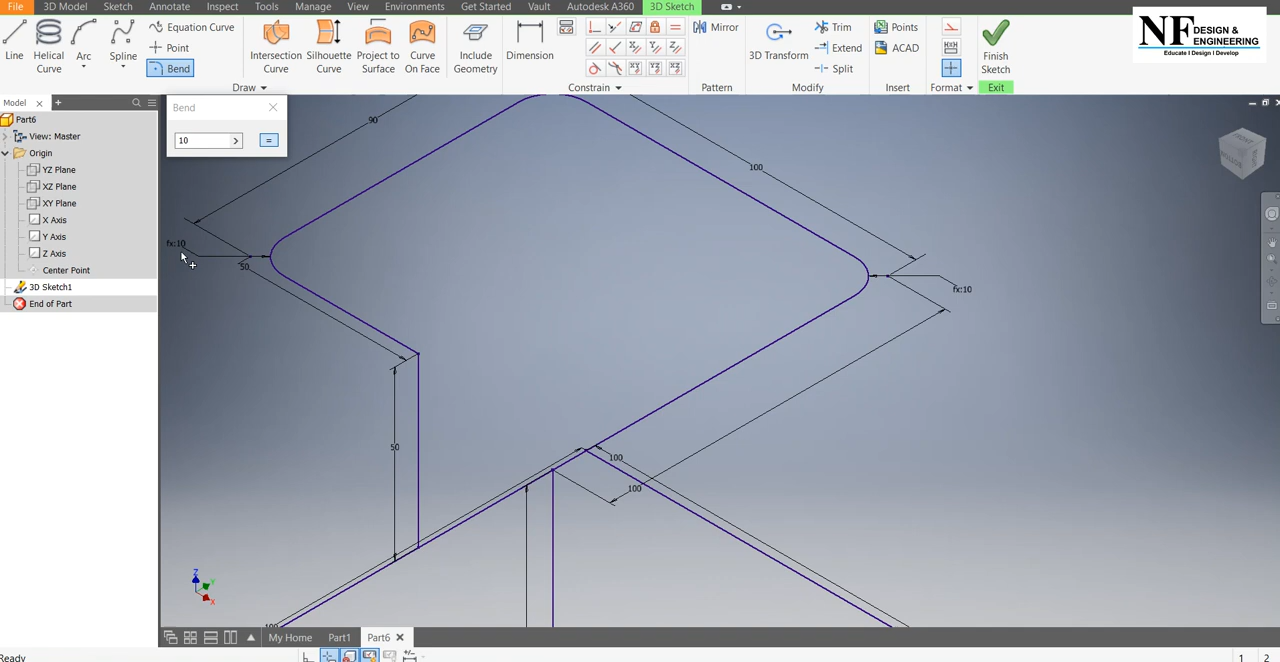 File 3D Model Sketch Annotate Inspect Tools Manage View Environments Get Started Vault Autodesk A360 3D Sketch
Line Helical Curve Arc Spline Equation Curve Point Bend
Intersection Curve Silhouette Curve Project to Surface Curve On Face Include Geometry Dimension
Mirror 3D Transform Trim Extend Split Points ACAD Finish Sketch
Draw Constrain Pattern Modify Insert Format Exit
NF DESIGN & ENGINEERING
Educate I Design I Develop
Model
Part6
View: Master
Origin
YZ Plane
XZ Plane
XY Plane
X Axis
Y Axis
Z Axis
Center Point
3D Sketch1
End of Part
Bend
10
=
90
100
fx:10
50
fx:10
50
100
100
100
FRONT
BOTTOM
Z
Y
X
My Home Part1 Part6
Ready
1 2